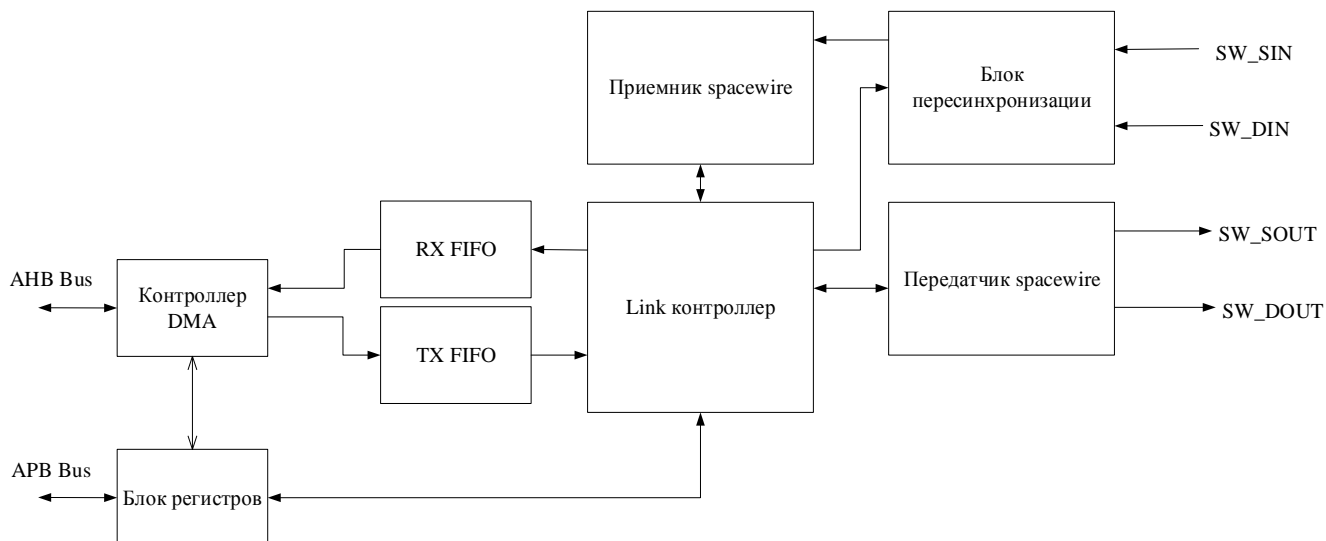 Приемник spacewire
Блок
пересинхронизации
SW_SIN
SW_DIN
RX FIFO
TX FIFO
Link контроллер
Передатчик spacewire
SW_SOUT
SW_DOUT
AHB Bus
Контроллер
DMA
APB Bus
Блок регистров